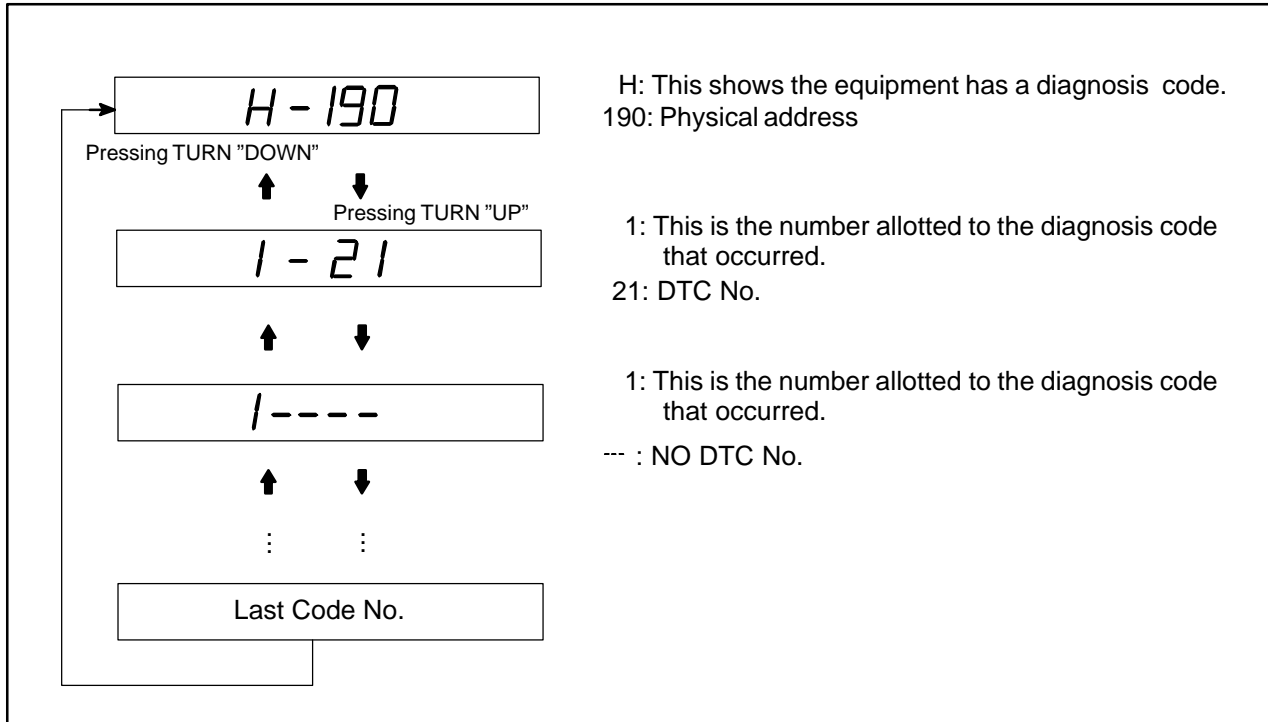 H-190
H: This shows the equipment has a diagnosis code.
190: Physical address
Pressing TURN ”DOWN”
Pressing TURN ”UP”
1-21
1: This is the number allotted to the diagnosis code
that occurred.
21: DTC No.
1----
1: This is the number allotted to the diagnosis code
that occurred.
--- : NO DTC No.
Last Code No.